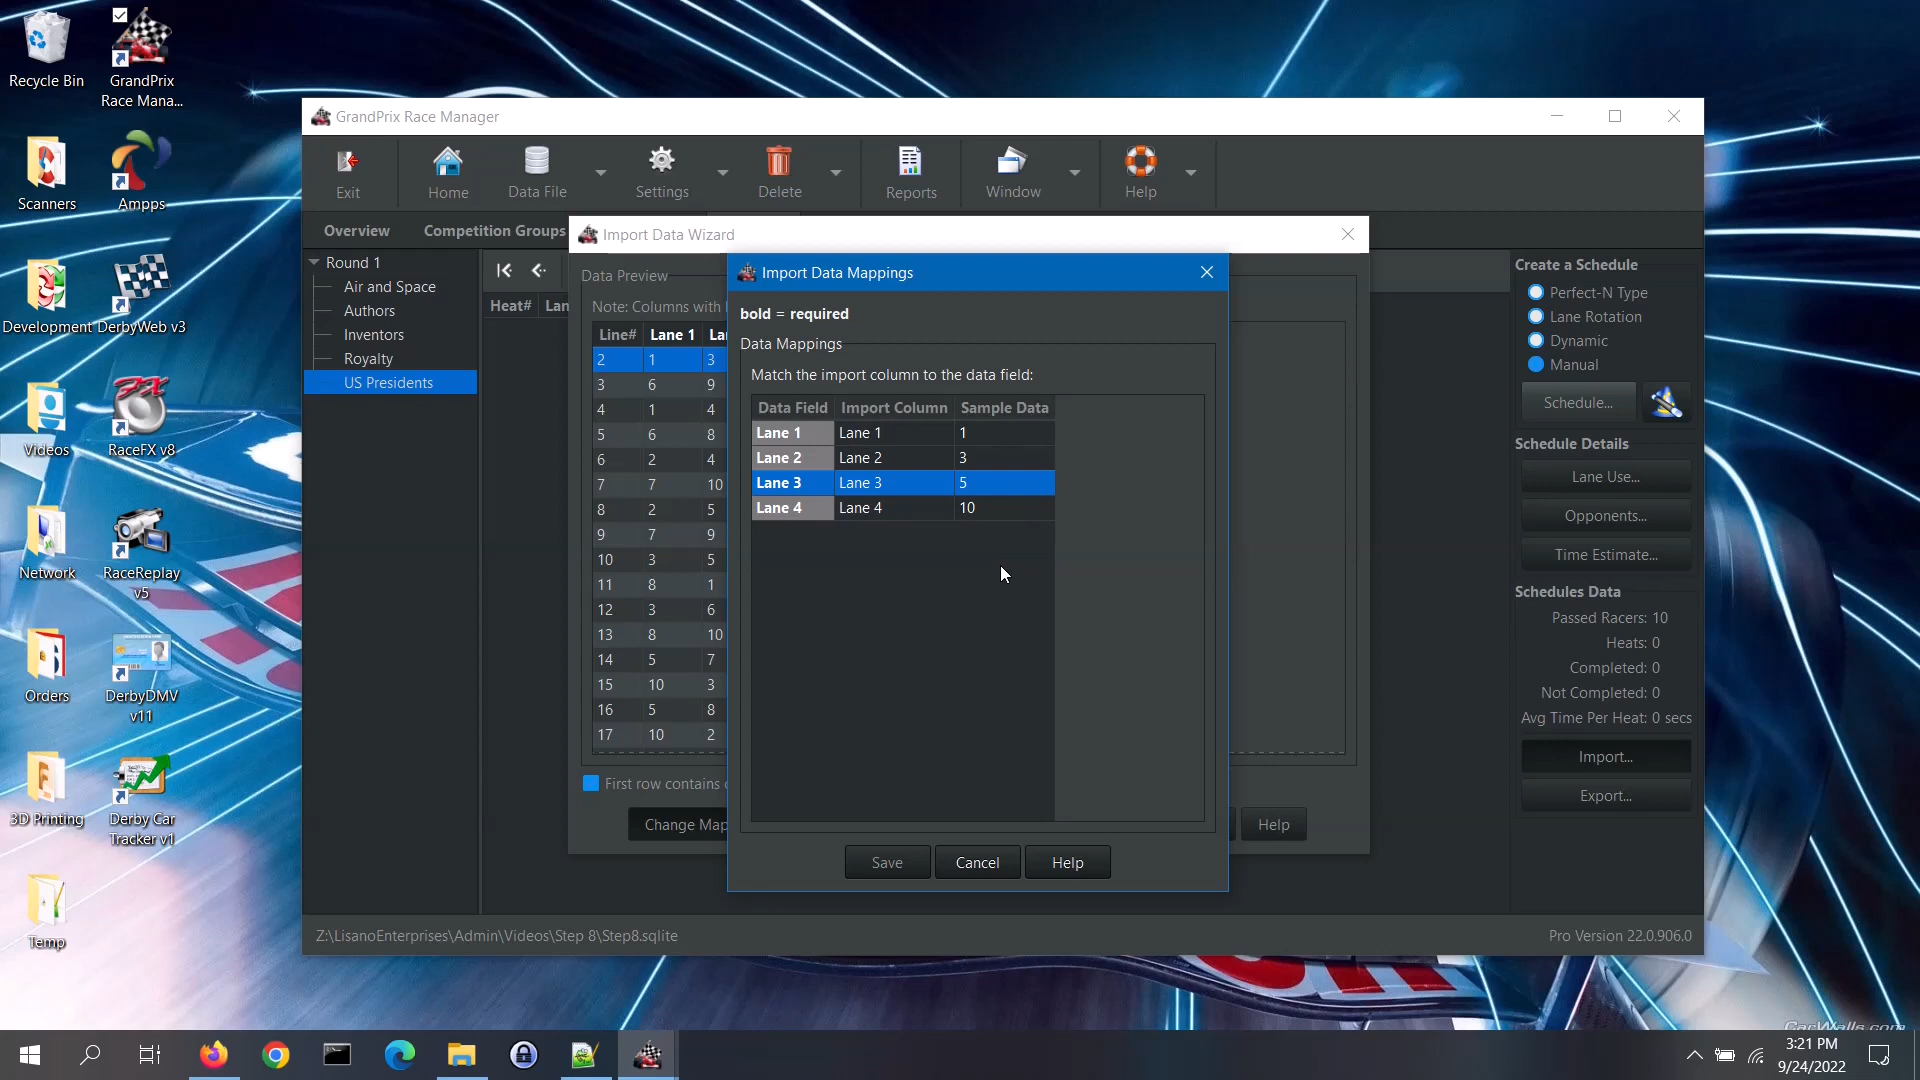 Recycle Bin
GrandPrix
Race Mana...
Scanners
Ampps
Development
DerbyWeb v3
Videos
RaceFX v8
Network
RaceReplay
v5
Orders
DerbyDMV
v11
3D Printing
Derby Car
Tracker v1
Temp
GrandPrix Race Manager
Exit
Home
Data File
Settings
Delete
Reports
Window
Help
Overview
Competition Groups
Round 1
Air and Space
Authors
Inventors
Royalty
US Presidents
Heat# Lan
Import Data Wizard
Data Preview
Note: Columns with
Line# Lane 1 La
2 1 3
3 6 9
4 1 4
5 6 8
6 2 4
7 7 10
8 2 5
9 7 9
10 3 5
11 8 1
12 3 6
13 8 10
14 5 7
15 10 3
16 5 8
17 10 2
First row contains
Change Map
Help
Import Data Mappings
bold = required
Data Mappings
Match the import column to the data field:
Data Field Import Column Sample Data
Lane 1 Lane 1 1
Lane 2 Lane 2 3
Lane 3 Lane 3 5
Lane 4 Lane 4 10
Save
Cancel
Help
Create a Schedule
Perfect-N Type
Lane Rotation
Dynamic
Manual
Schedule...
Schedule Details
Lane Use...
Opponents...
Time Estimate...
Schedules Data
Passed Racers: 10
Heats: 0
Completed: 0
Not Completed: 0
Avg Time Per Heat: 0 secs
Import...
Export...
Z:\LisanoEnterprises\Admin\Videos\Step 8\Step8.sqlite
Pro Version 22.0.906.0
CarWalls.com
3:21 PM
9/24/2022